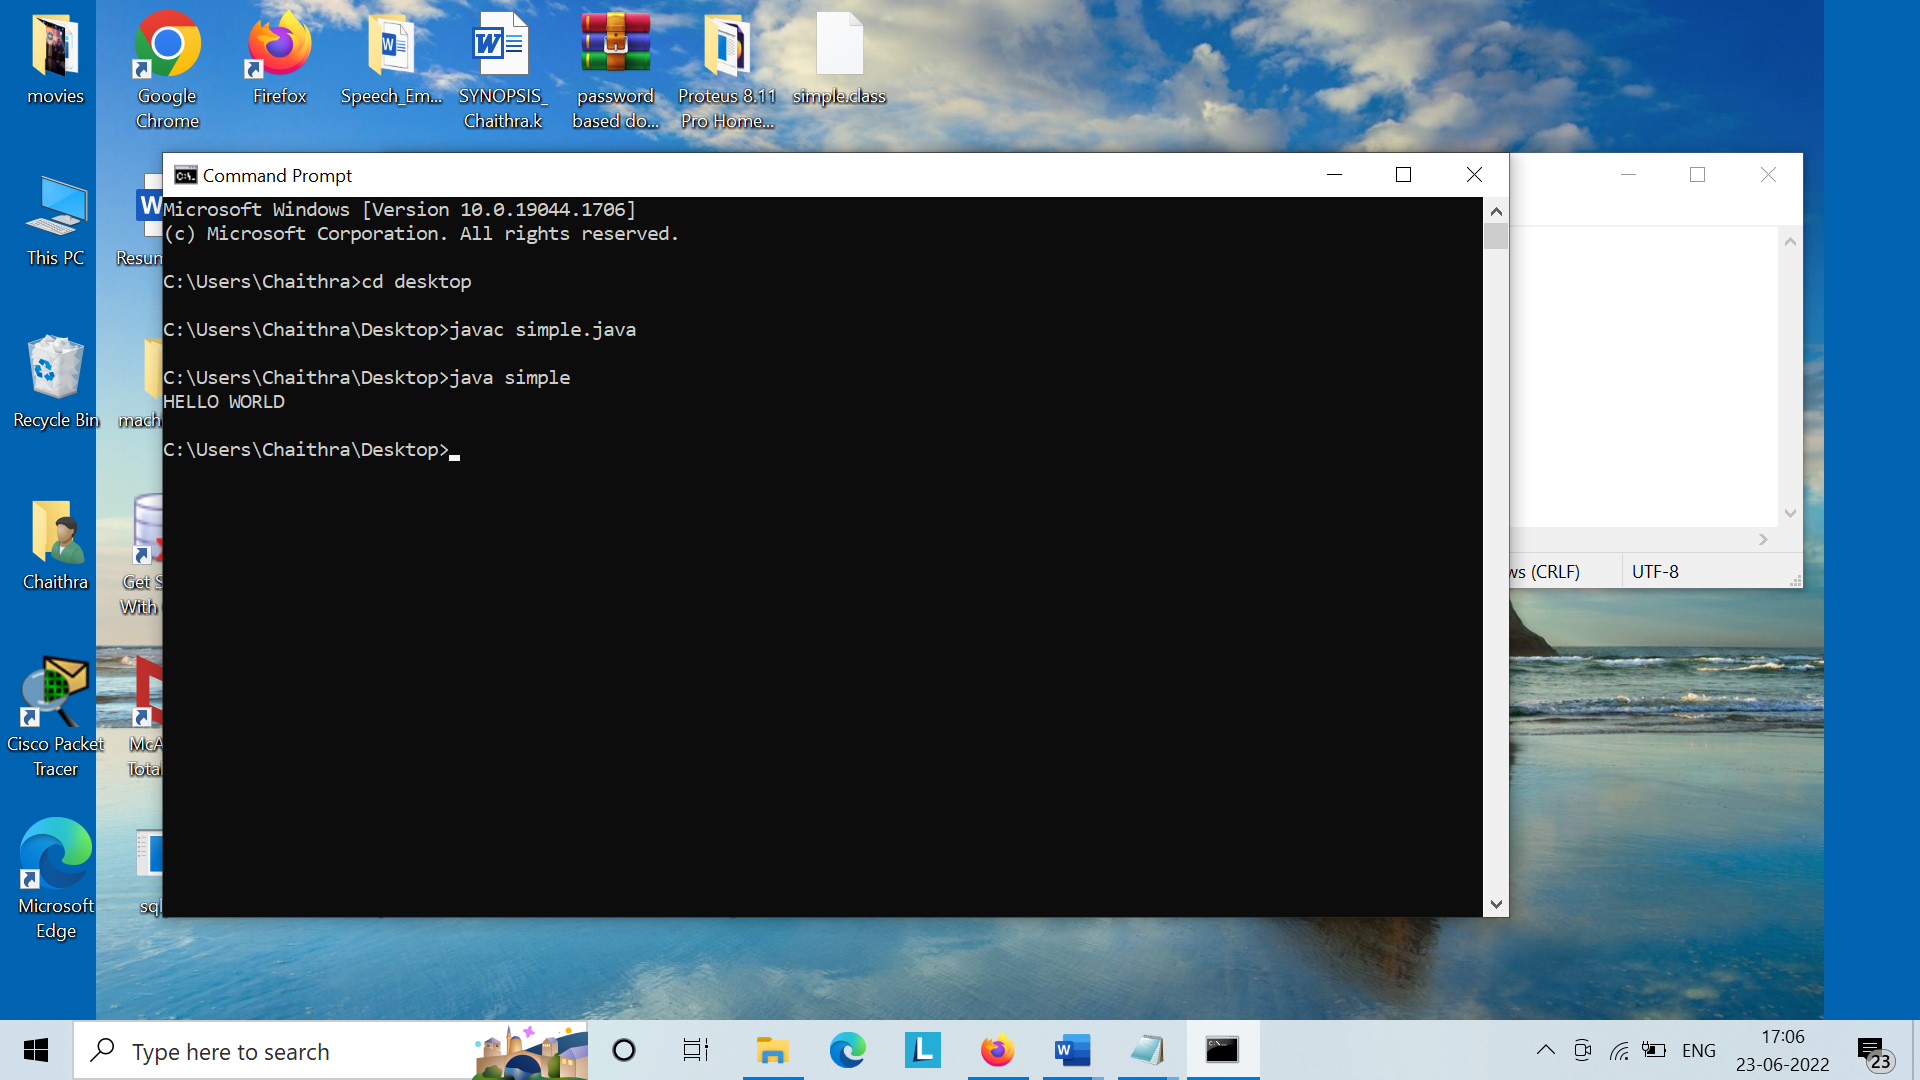 movies
Google
Chrome
Firefox
Speech_Em...
SYNOPSIS_
Chaithra.k
password
based do...
Proteus 8.11
Pro Home...
simple.class
This PC
Recycle Bin
Chaithra
Get S
With
Cisco Packet
Tracer
Microsoft
Edge
Resum
mach
McA
Total
sql
Command Prompt
Microsoft Windows [Version 10.0.19044.1706]
(c) Microsoft Corporation. All rights reserved.
C:\Users\Chaithra>cd desktop
C:\Users\Chaithra\Desktop>javac simple.java
C:\Users\Chaithra\Desktop>java simple
HELLO WORLD
C:\Users\Chaithra\Desktop>
ws (CRLF)
UTF-8
Type here to search
ENG
17:06
23-06-2022
23